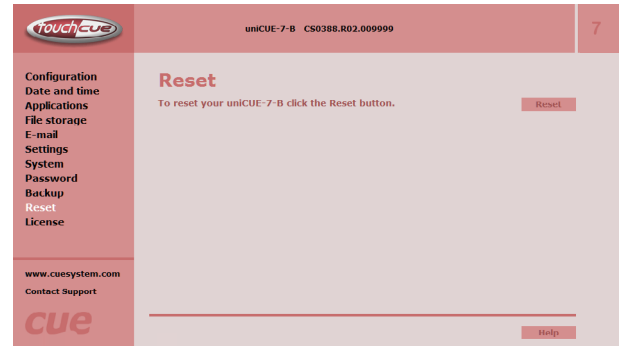 touchcue
uniCUE-7-B CS0388.R02.009999
7
Configuration
Date and time
Applications
File storage
E-mail
Settings
System
Password
Backup
Reset
License
www.cuesystem.com
Contact Support
cue
Reset
To reset your uniCUE-7-B click the Reset button.
Reset
Help